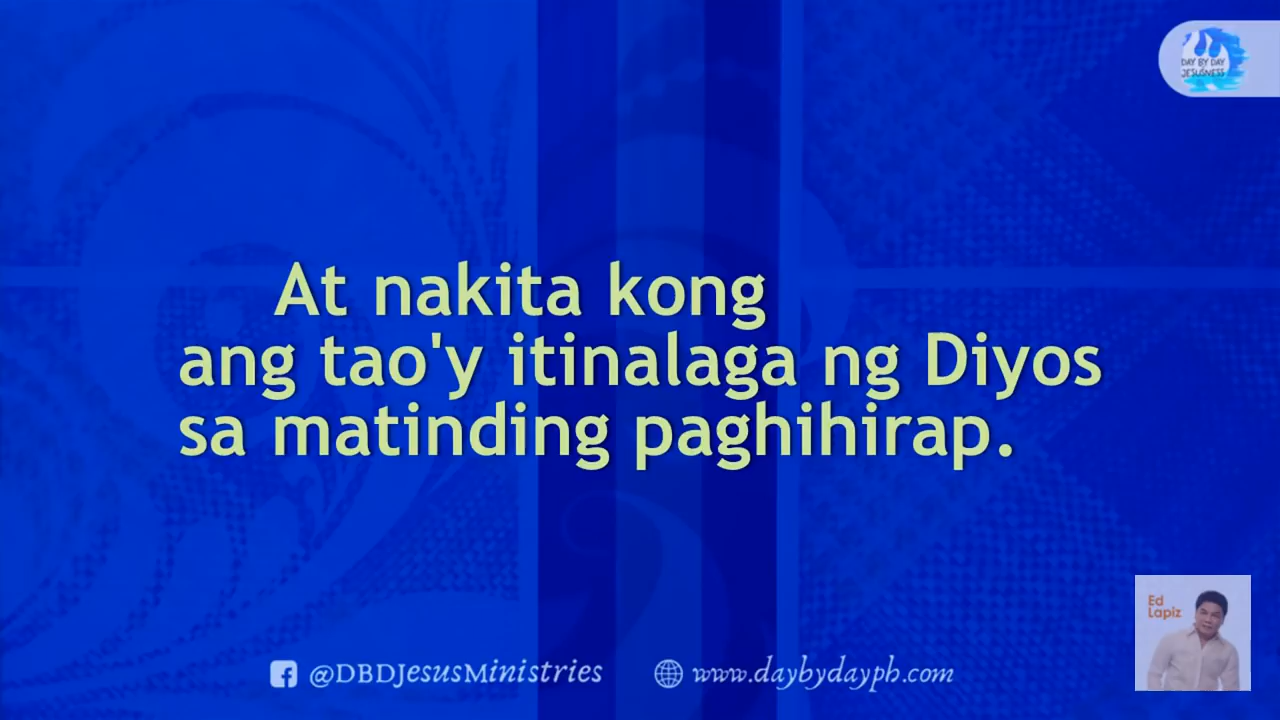 DAY BY DAY
JESUSNESS
At nakita kong
ang tao'y itinalaga ng Diyos
sa matinding paghihirap.
Ed
Lapiz
@DBDJesusMinistries
www.daybydayph.com